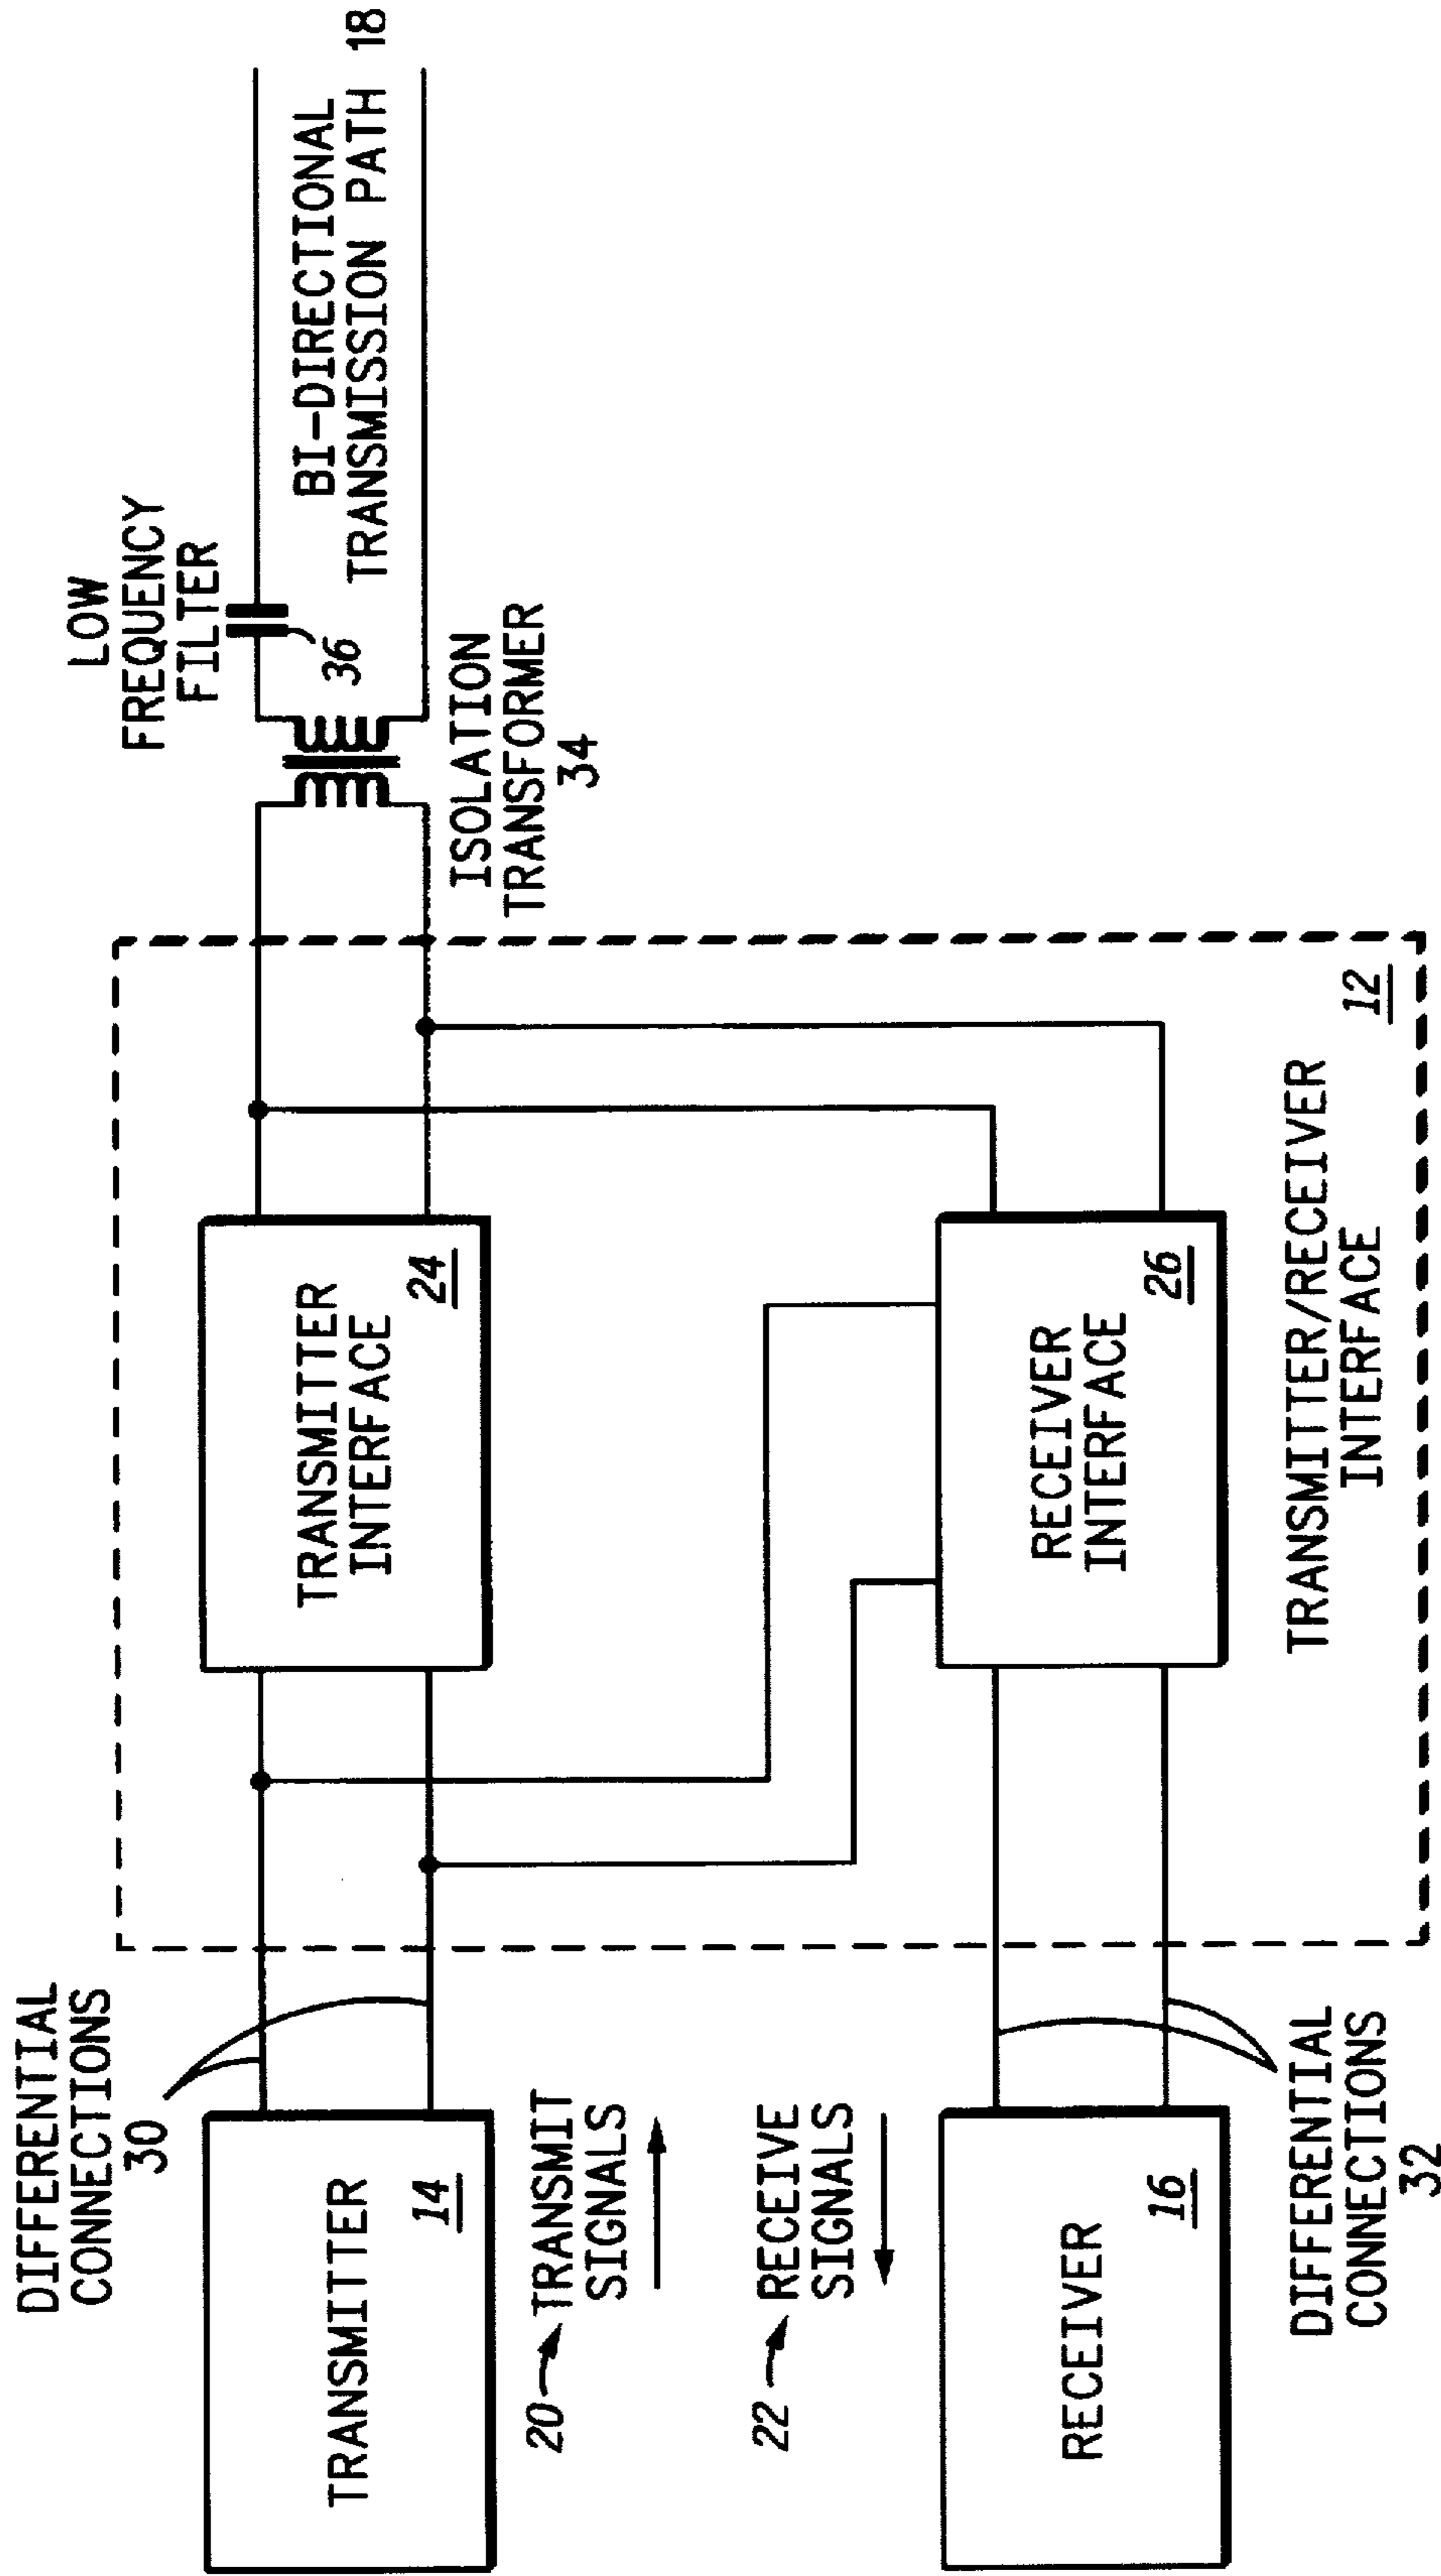 DIFFERENTIAL
CONNECTIONS
30
TRANSMITTER
14
20
TRANSMIT
SIGNALS
22
RECEIVE
SIGNALS
RECEIVER
16
DIFFERENTIAL
CONNECTIONS
32
TRANSMITTER
INTERFACE
24
RECEIVER
INTERFACE
26
TRANSMITTER/RECEIVER
INTERFACE
12
LOW
FREQUENCY
FILTER
36
ISOLATION
TRANSFORMER
34
BI-DIRECTIONAL
TRANSMISSION PATH 18